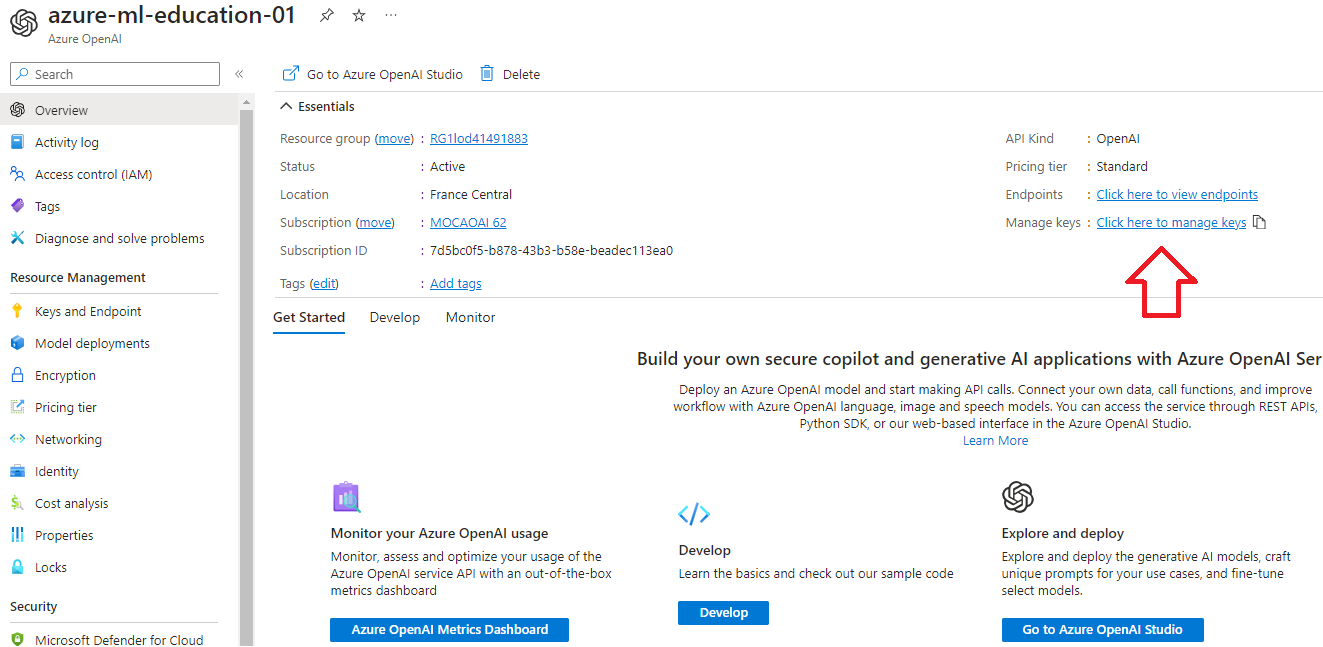 azure-ml-education-01
Azure OpenAI
Search
Overview
Activity log
Access control (IAM)
Tags
Diagnose and solve problems
Resource Management
Keys and Endpoint
Model deployments
Encryption
Pricing tier
Networking
Identity
Cost analysis
Properties
Locks
Security
Microsoft Defender for Cloud
Go to Azure OpenAI Studio Delete
Essentials
Resource group (move) : RG1lod41491883
Status : Active
Location : France Central
Subscription (move) : MOCAOAI 62
Subscription ID : 7d5bc0f5-b878-43b3-b58e-beadec113ea0
Tags (edit) : Add tags
API Kind : OpenAI
Pricing tier : Standard
Endpoints : Click here to view endpoints
Manage keys : Click here to manage keys
Get Started Develop Monitor
Build your own secure copilot and generative AI applications with Azure OpenAI Ser
Deploy an Azure OpenAI model and start making API calls. Connect your own data, call functions, and improve
workflow with Azure OpenAI language, image and speech models. You can access the service through REST APIs,
Python SDK, or our web-based interface in the Azure OpenAI Studio.
Learn More
Monitor your Azure OpenAI usage
Monitor, assess and optimize your usage of the
Azure OpenAI service API with an out-of-the-box
metrics dashboard
Azure OpenAI Metrics Dashboard
Develop
Learn the basics and check out our sample code
Develop
Explore and deploy
Explore and deploy the generative AI models, craft
unique prompts for your use cases, and fine-tune
select models.
Go to Azure OpenAI Studio